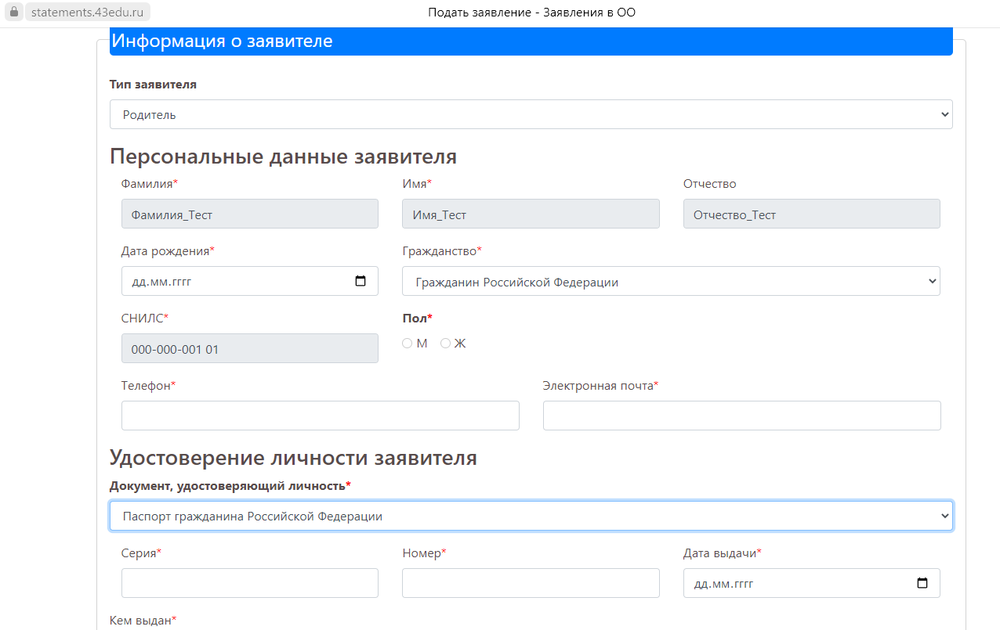 statements.43edu.ru
Подать заявление - Заявления в ОО
Информация о заявителе
Тип заявителя
Родитель
Персональные данные заявителя
Фамилия* Имя* Отчество
Фамилия_Тест Имя_Тест Отчество_Тест
Дата рождения* Гражданство*
дд.мм.гггг Гражданин Российской Федерации
СНИЛС* Пол*
000-000-001 01 М Ж
Телефон* Электронная почта*
Удостоверение личности заявителя
Документ, удостоверяющий личность*
Паспорт гражданина Российской Федерации
Серия* Номер* Дата выдачи*
дд.мм.гггг
Кем выдан*